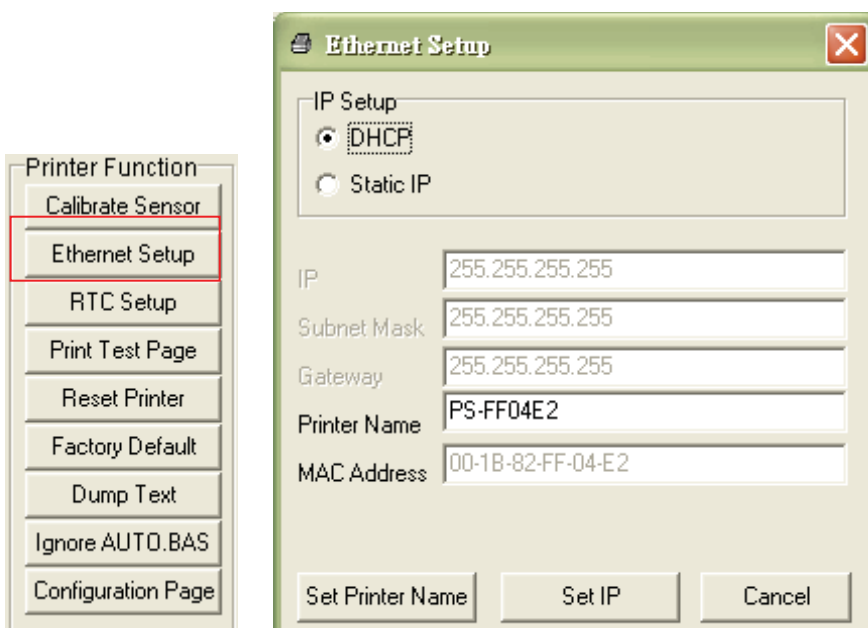 Printer Function
Calibrate Sensor
Ethernet Setup
RTC Setup
Print Test Page
Reset Printer
Factory Default
Dump Text
Ignore AUTO.BAS
Configuration Page
Ethernet Setup
IP Setup
DHCP
Static IP
IP 255.255.255.255
Subnet Mask 255.255.255.255
Gateway 255.255.255.255
Printer Name PS-FF04E2
MAC Address 00-1B-82-FF-04-E2
Set Printer Name Set IP Cancel